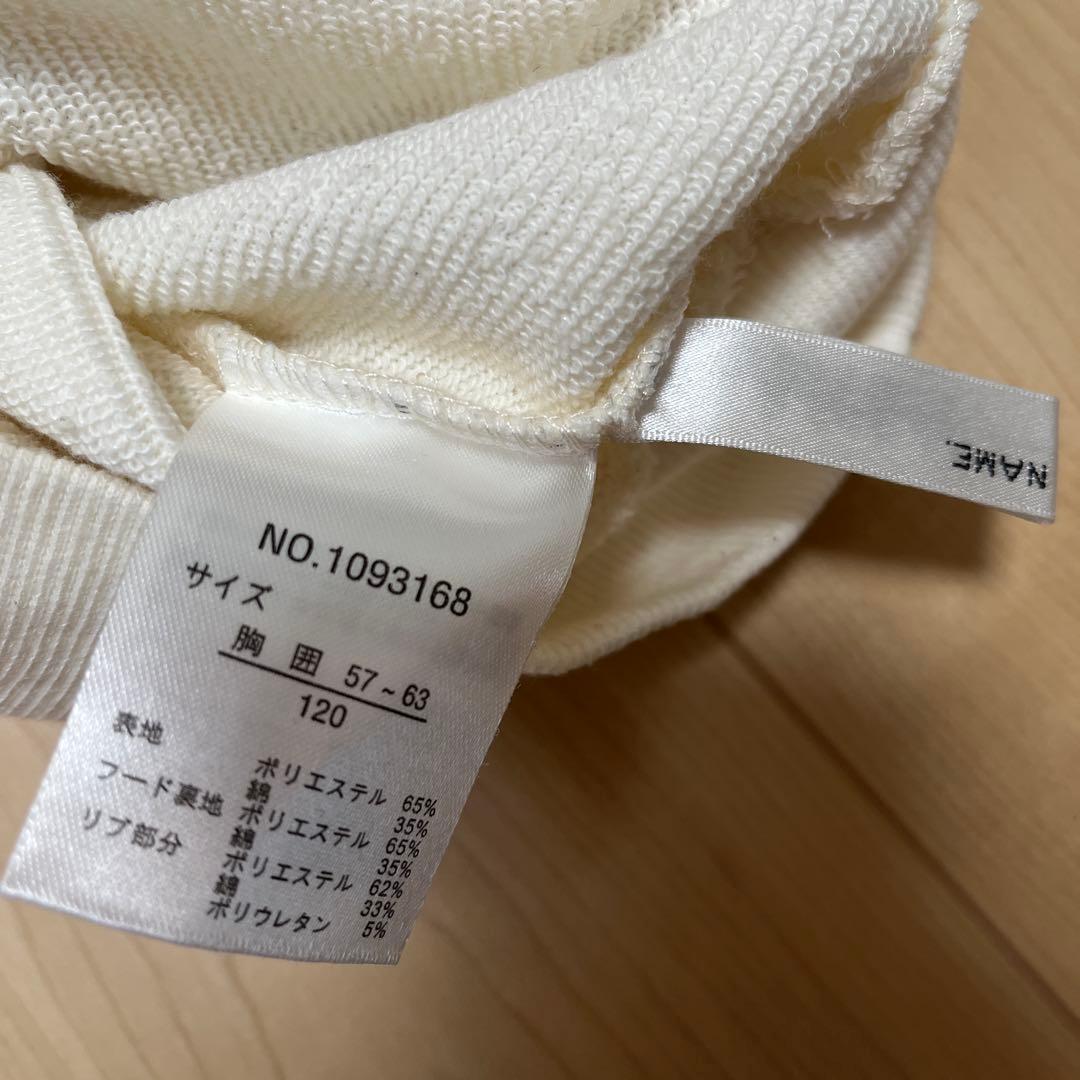 NO.1093168
サイズ
胸 囲 57~63
120
表地 ポリエステル 65%
綿 35%
フード裏地 ポリエステル 65%
綿 35%
リブ部分 ポリエステル 62%
綿 33%
ポリウレタン 5%
NAME.